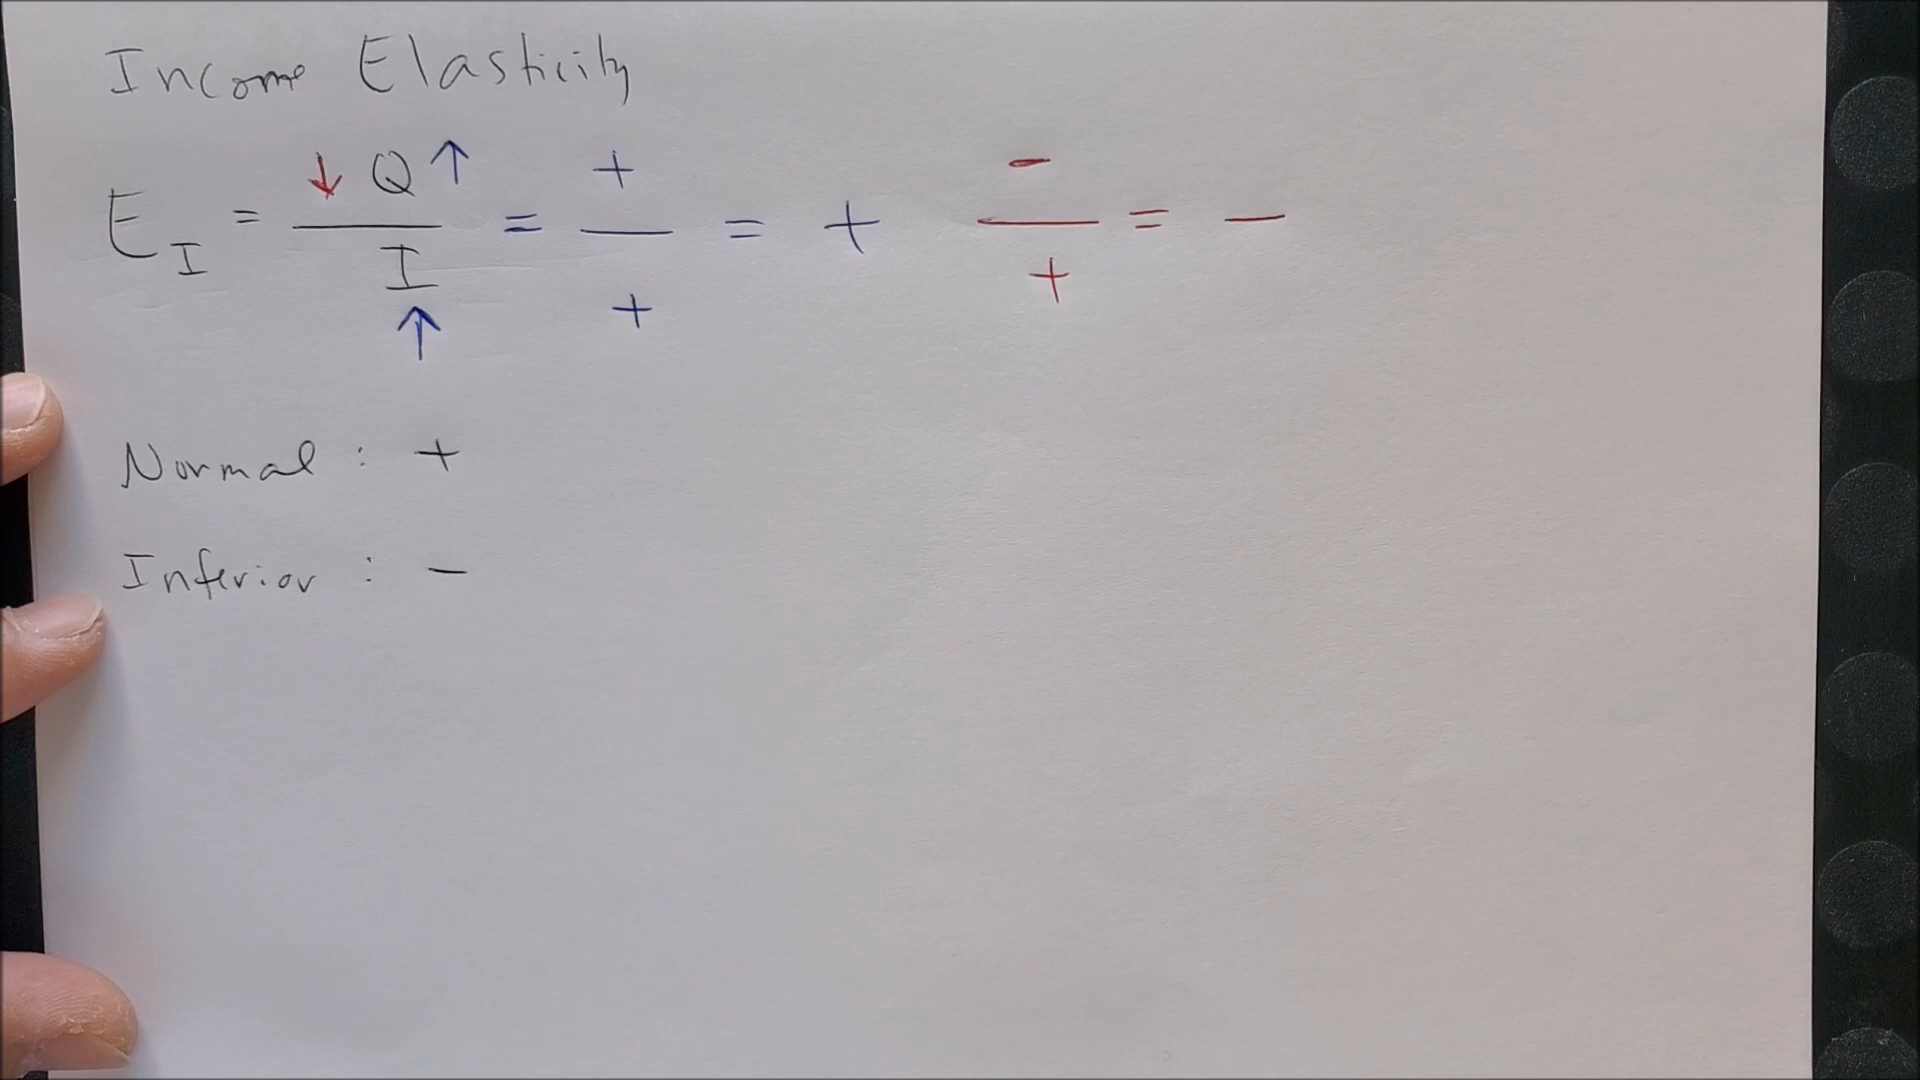 Income Elasticity
↓ Q ↑ + -
E_I = ― = ― = + ― = -
I + +
↑
Normal : +
Inferior : -